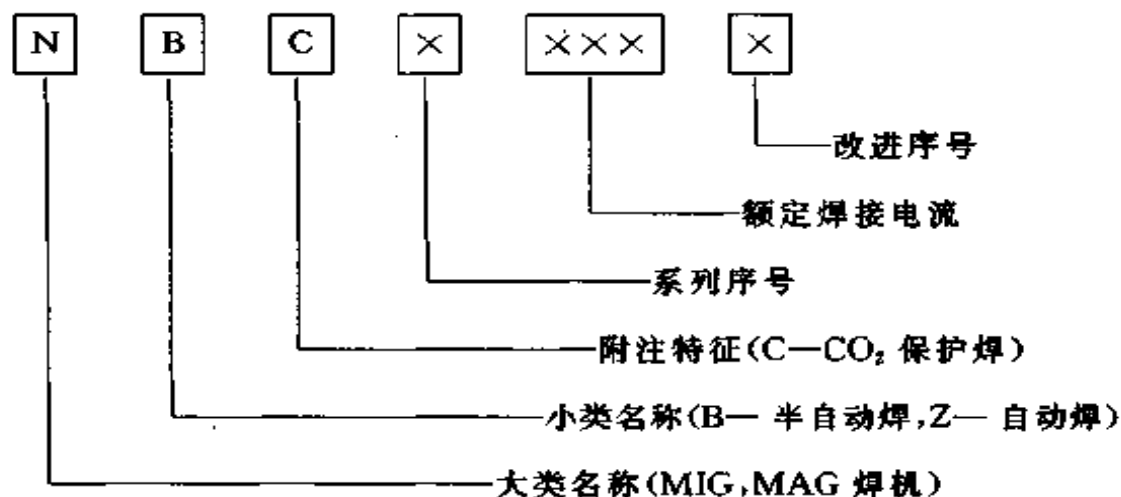 N B C × ××× ×
改进序号
额定焊接电流
系列序号
附注特征(C—CO₂ 保护焊)
小类名称(B— 半自动焊,Z— 自动焊)
大类名称(MIG,MAG 焊机)